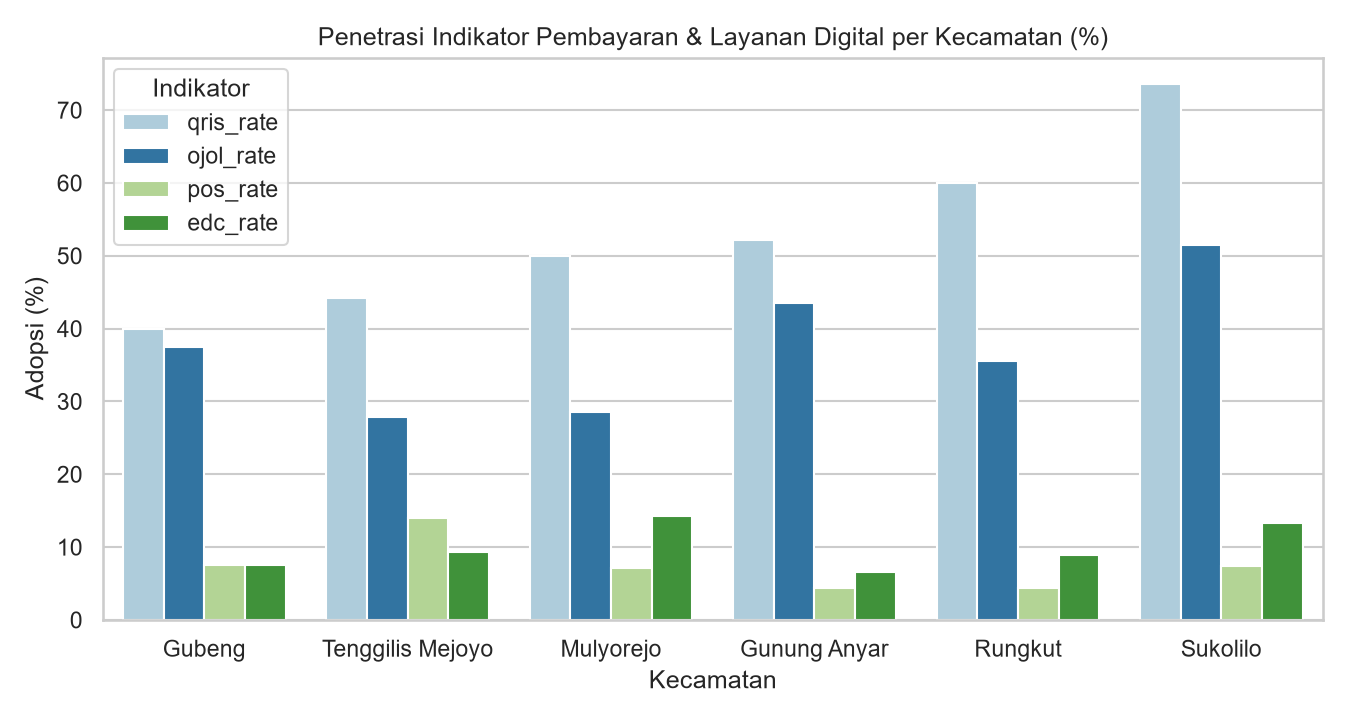 Penetrasi Indikator Pembayaran & Layanan Digital per Kecamatan (%)
Indikator
qris_rate
ojol_rate
pos_rate
edc_rate
Adopsi (%)
70
60
50
40
30
20
10
0
Gubeng
Tenggilis Mejoyo
Mulyorejo
Gunung Anyar
Rungkut
Sukolilo
Kecamatan